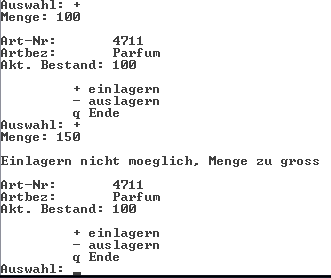 Auswahl: +
Menge: 100
Art-Nr: 4711
Artbez: Parfum
Akt. Bestand: 100
+ einlagern
- auslagern
q Ende
Auswahl: +
Menge: 150
Einlagern nicht moeglich, Menge zu gross
Art-Nr: 4711
Artbez: Parfum
Akt. Bestand: 100
+ einlagern
- auslagern
q Ende
Auswahl: _